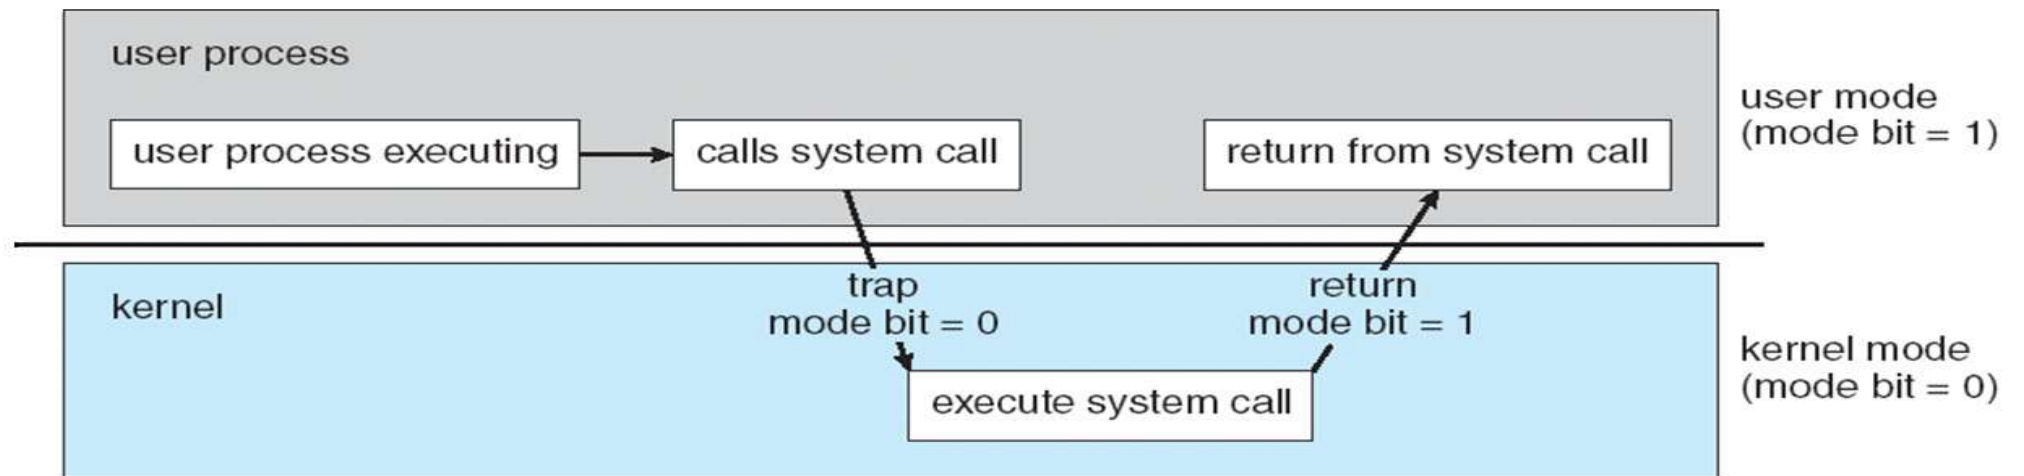 user process
user process executing
calls system call
return from system call
user mode
(mode bit = 1)
kernel
trap
mode bit = 0
return
mode bit = 1
execute system call
kernel mode
(mode bit = 0)